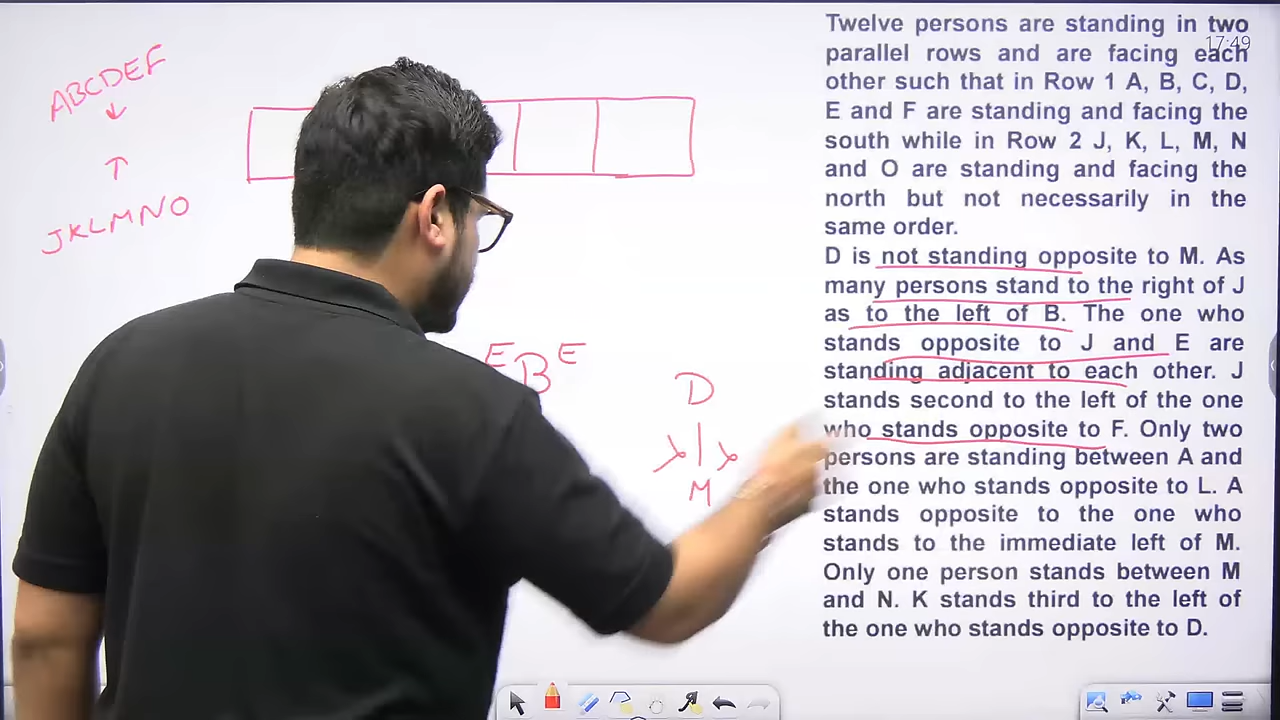 Twelve persons are standing in two
parallel rows and are facing each
other such that in Row 1 A, B, C, D,
E and F are standing and facing the
south while in Row 2 J, K, L, M, N
and O are standing and facing the
north but not necessarily in the
same order.
D is not standing opposite to M. As
many persons stand to the right of J
as to the left of B. The one who
stands opposite to J and E are
standing adjacent to each other. J
stands second to the left of the one
who stands opposite to F. Only two
persons are standing between A and
the one who stands opposite to L. A
stands opposite to the one who
stands to the immediate left of M.
Only one person stands between M
and N. K stands third to the left of
the one who stands opposite to D.
17:49
ABCDEF
JKLMNO
E B E
D
M